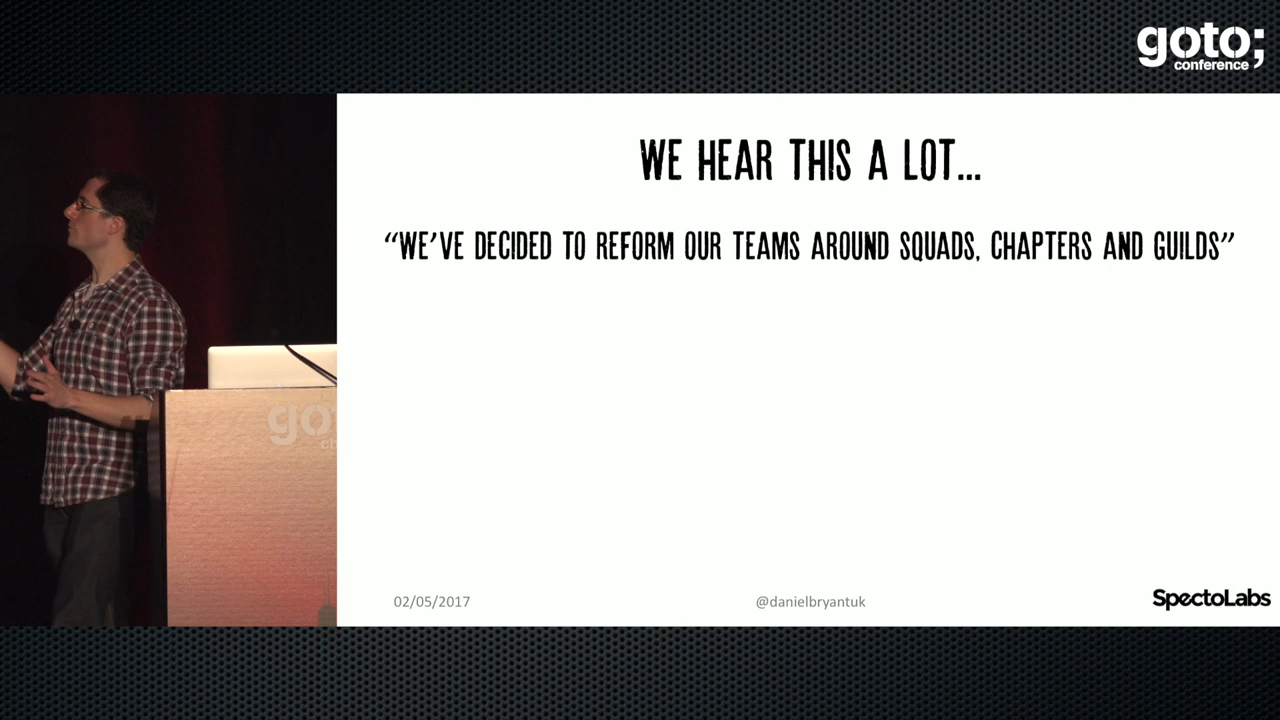 goto;
conference
WE HEAR THIS A LOT...
“WE’VE DECIDED TO REFORM OUR TEAMS AROUND SQUADS, CHAPTERS AND GUILDS”
goto
02/05/2017
@danielbryantuk
SpectoLabs